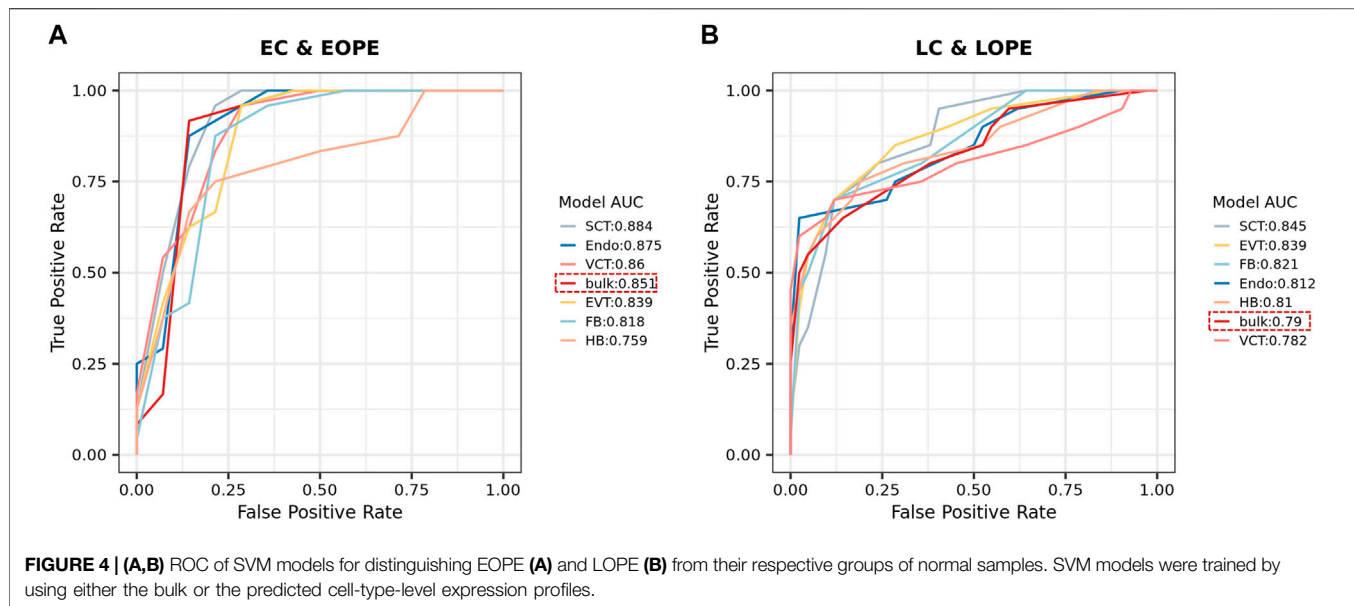 A
EC & EOPE
True Positive Rate
1.00
0.75
0.50
0.25
0.00
0.00 0.25 0.50 0.75 1.00
False Positive Rate
Model AUC
SCT:0.884
Endo:0.875
VCT:0.86
bulk:0.851
EVT:0.839
FB:0.818
HB:0.759
B
LC & LOPE
True Positive Rate
1.00
0.75
0.50
0.25
0.00
0.00 0.25 0.50 0.75 1.00
False Positive Rate
Model AUC
SCT:0.845
EVT:0.839
FB:0.821
Endo:0.812
HB:0.81
bulk:0.79
VCT:0.782
FIGURE 4 | (A,B) ROC of SVM models for distinguishing EOPE (A) and LOPE (B) from their respective groups of normal samples. SVM models were trained by
using either the bulk or the predicted cell-type-level expression profiles.